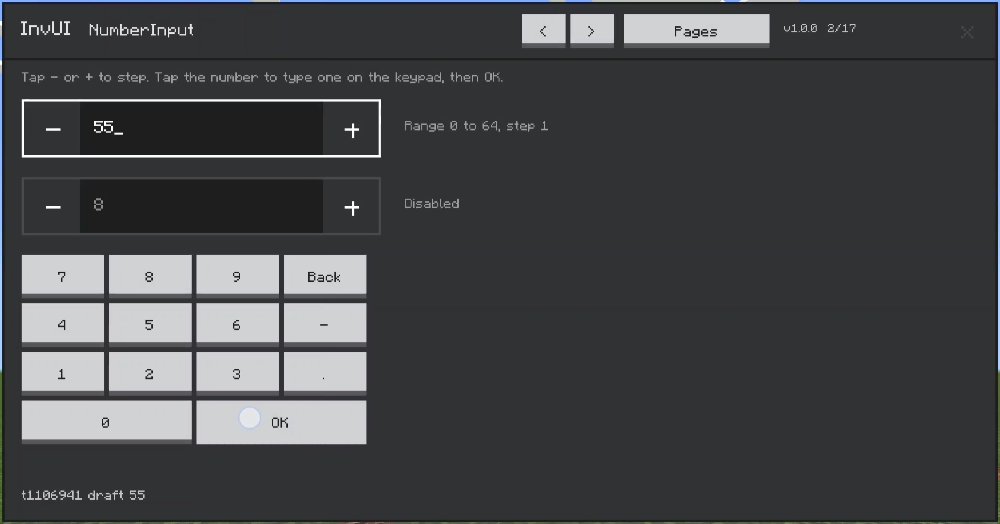 InvUI NumberInput < > Pages v1.0.0 2/17 ×
Tap - or + to step. Tap the number to type one on the keypad, then OK.
- 55_ + Range 0 to 64, step 1
- 8 + Disabled
7 8 9 Back
4 5 6 -
1 2 3 .
0 OK
t1106941 draft 55